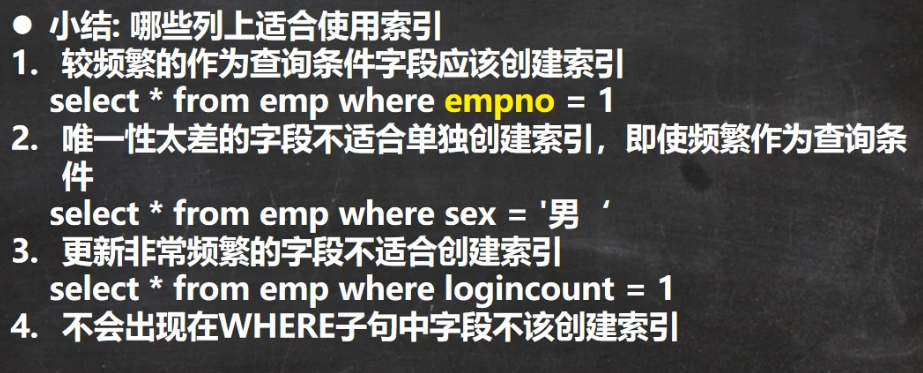 ● 小结: 哪些列上适合使用索引
1. 较频繁的作为查询条件字段应该创建索引
select * from emp where empno = 1
2. 唯一性太差的字段不适合单独创建索引，即使频繁作为查询条
件
select * from emp where sex = '男‘
3. 更新非常频繁的字段不适合创建索引
select * from emp where logincount = 1
4. 不会出现在WHERE子句中字段不该创建索引